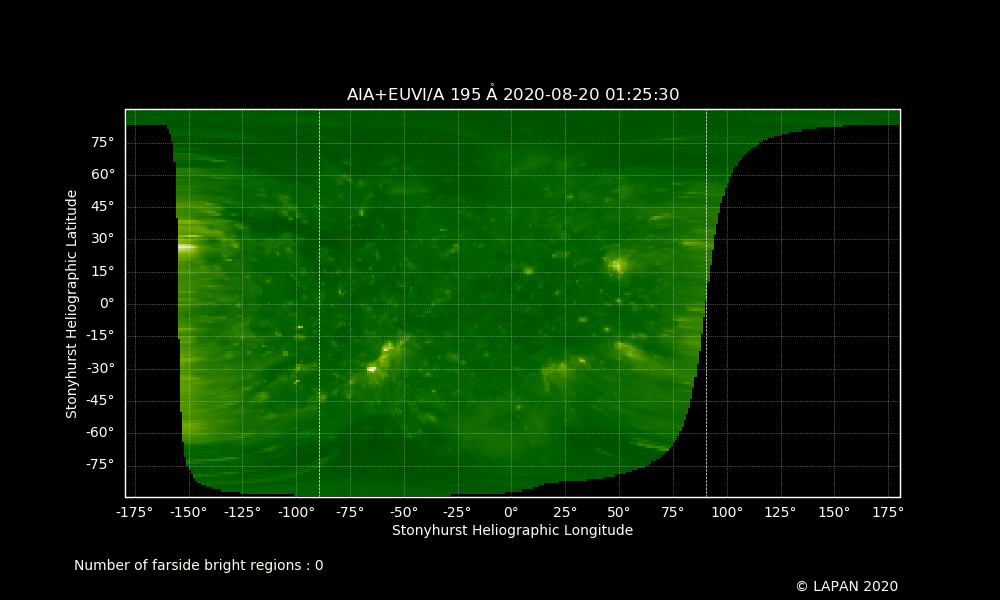 AIA+EUVI/A 195 Å 2020-08-20 01:25:30
Stonyhurst Heliographic Latitude
75°
60°
45°
30°
15°
0°
-15°
-30°
-45°
-60°
-75°
-175° -150° -125° -100° -75° -50° -25° 0° 25° 50° 75° 100° 125° 150° 175°
Stonyhurst Heliographic Longitude
Number of farside bright regions : 0
© LAPAN 2020